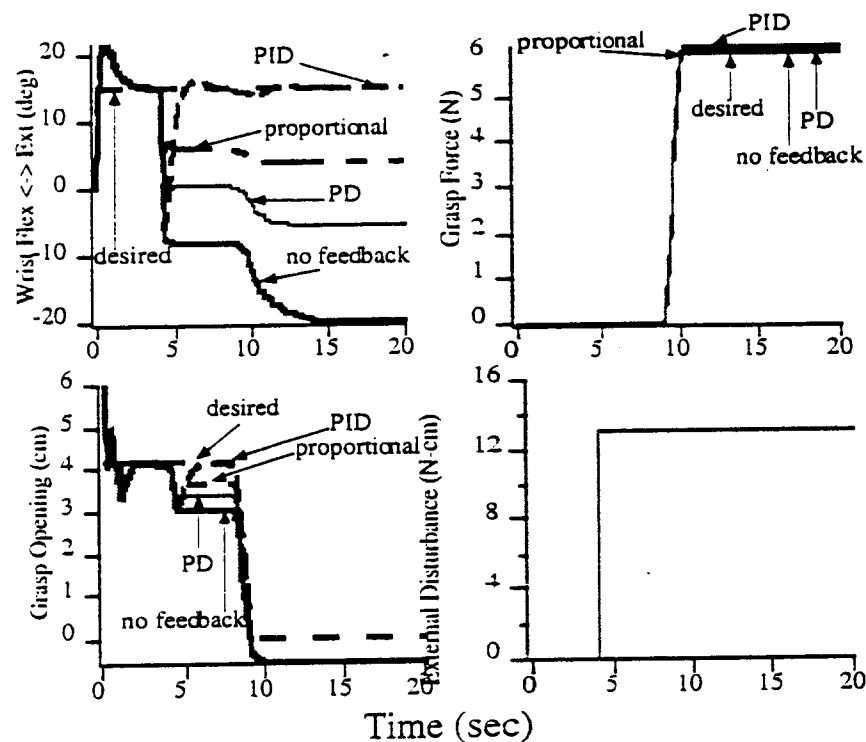 Wrist Flex <-> Ext (deg)
20
10
0
-10
-20
PID
proportional
PD
no feedback
desired
0
5
10
15
20
Grasp Force (N)
6
5
4
3
2
1
0
proportional
PID
desired
PD
no feedback
0
5
10
15
20
Grasp Opening (cm)
6
5
4
3
2
1
0
desired
PID
proportional
PD
no feedback
0
5
10
15
20
External Disturbance (N-cm)
16
13
3
4
0
0
5
10
15
20
Time (sec)